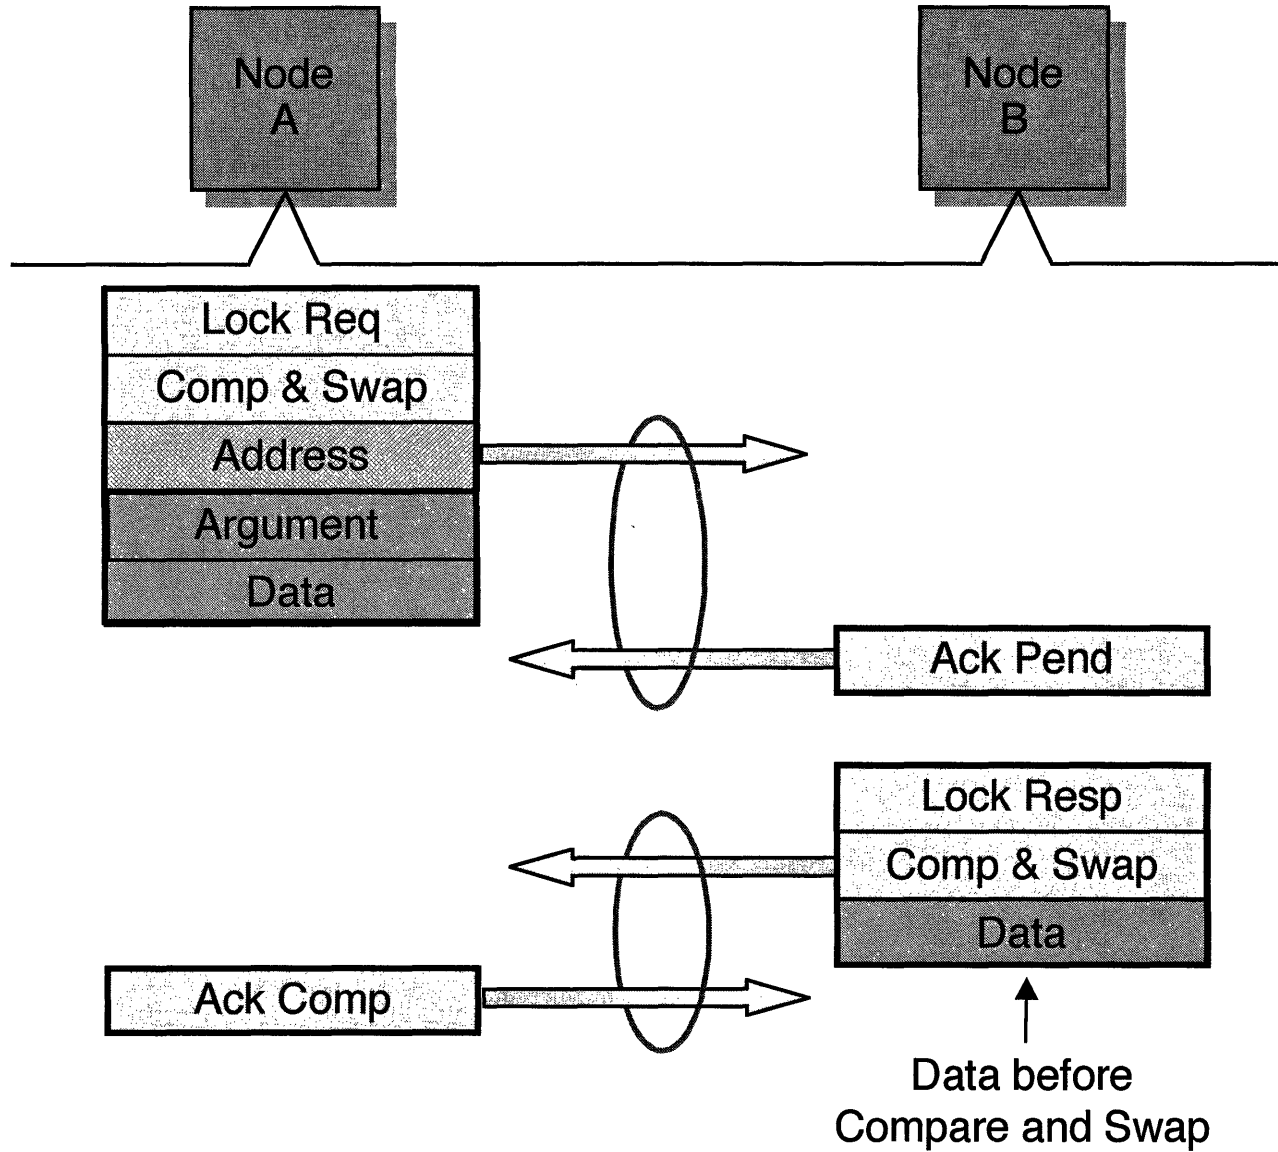 Node
A
Node
B
Lock Req
Comp & Swap
Address
Argument
Data
Ack Pend
Lock Resp
Comp & Swap
Data
Ack Comp
Data before
Compare and Swap